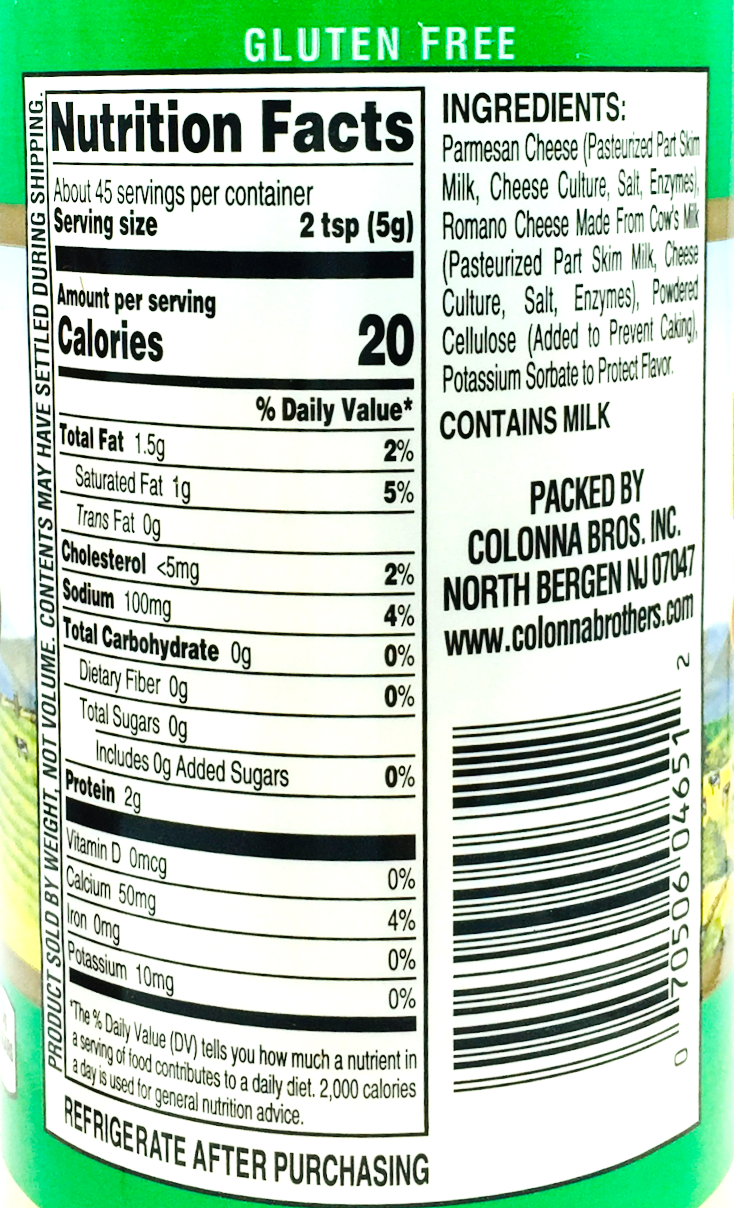 GLUTEN FREE
PRODUCT SOLD BY WEIGHT, NOT VOLUME. CONTENTS MAY HAVE SETTLED DURING SHIPPING.
Nutrition Facts
About 45 servings per container
Serving size 2 tsp (5g)
Amount per serving
Calories 20
% Daily Value*
Total Fat 1.5g 2%
Saturated Fat 1g 5%
Trans Fat 0g
Cholesterol <5mg 2%
Sodium 100mg 4%
Total Carbohydrate 0g 0%
Dietary Fiber 0g 0%
Total Sugars 0g
Includes 0g Added Sugars 0%
Protein 2g
Vitamin D 0mcg 0%
Calcium 50mg 4%
Iron 0mg 0%
Potassium 10mg 0%
*The % Daily Value (DV) tells you how much a nutrient in
a serving of food contributes to a daily diet. 2,000 calories
a day is used for general nutrition advice.
REFRIGERATE AFTER PURCHASING
INGREDIENTS:
Parmesan Cheese (Pasteurized Part Skim
Milk, Cheese Culture, Salt, Enzymes),
Romano Cheese Made From Cow's Milk
(Pasteurized Part Skim Milk, Cheese
Culture, Salt, Enzymes), Powdered
Cellulose (Added to Prevent Caking),
Potassium Sorbate to Protect Flavor.
CONTAINS MILK
PACKED BY
COLONNA BROS. INC.
NORTH BERGEN NJ 07047
www.colonnabrothers.com
0 70506 04651 2